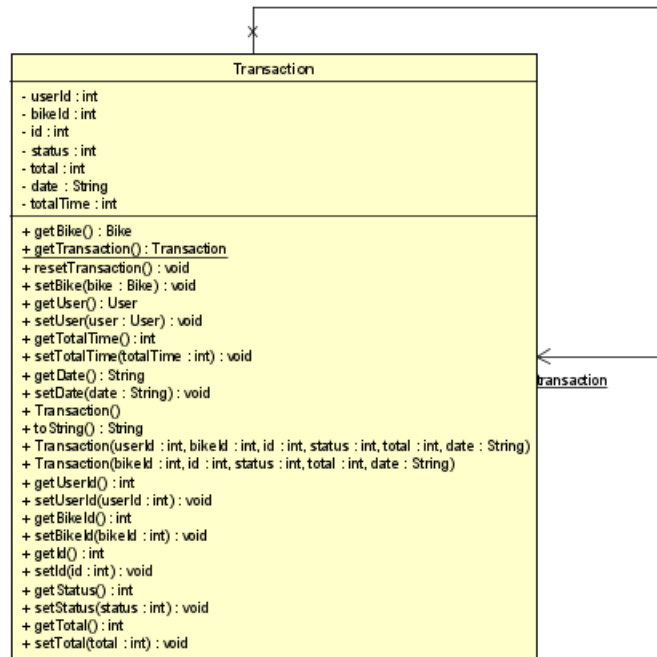 Transaction
- userId : int
- bikeId : int
- id : int
- status : int
- total : int
- date : String
- totalTime : int
+ getBike() : Bike
+ getTransaction() : Transaction
+ resetTransaction() : void
+ setBike(bike : Bike) : void
+ getUser() : User
+ setUser(user : User) : void
+ getTotalTime() : int
+ setTotalTime(totalTime : int) : void
+ getDate() : String
+ setDate(date : String) : void
+ Transaction()
+ toString() : String
+ Transaction(userId : int, bikeId : int, id : int, status : int, total : int, date : String)
+ Transaction(bikeId : int, id : int, status : int, total : int, date : String)
+ getUserId() : int
+ setUserId(userId : int) : void
+ getBikeId() : int
+ setBikeId(bikeId : int) : void
+ getId() : int
+ setId(id : int) : void
+ getStatus() : int
+ setStatus(status : int) : void
+ getTotal() : int
+ setTotal(total : int) : void
transaction